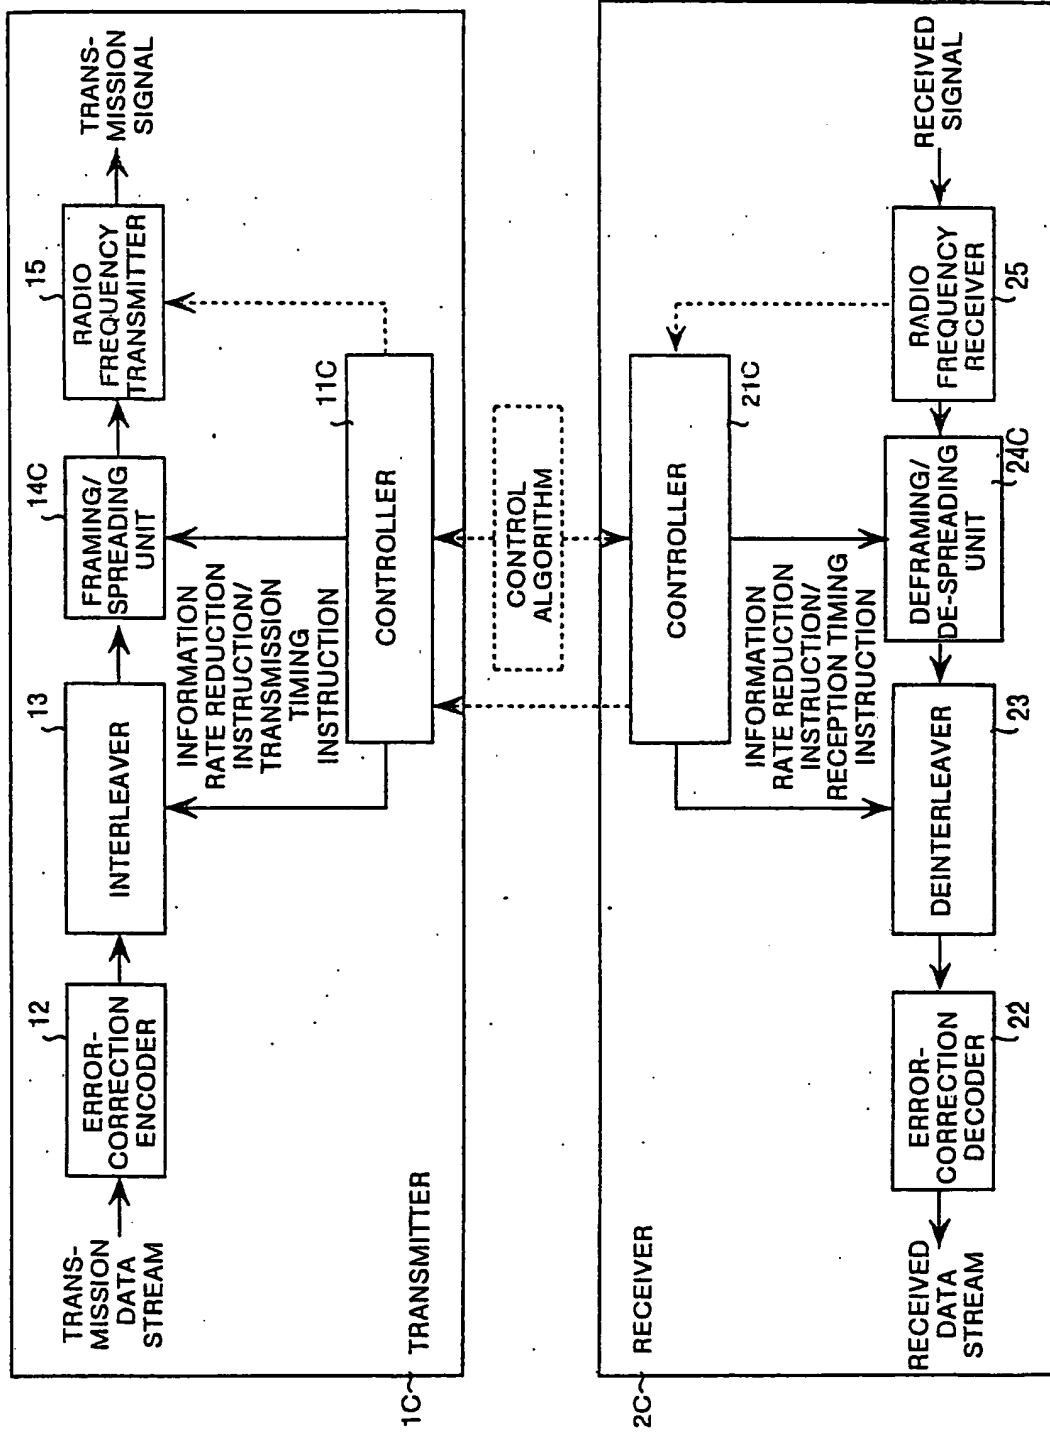 TRANS-
MISSION
DATA
STREAM
12
ERROR-
CORRECTION
ENCODER
13
INTERLEAVER
14C
FRAMING/
SPREADING
UNIT
15
RADIO
FREQUENCY
TRANSMITTER
TRANS-
MISSION
SIGNAL
INFORMATION
RATE REDUCTION
INSTRUCTION/
TRANSMISSION
TIMING
INSTRUCTION
11C
CONTROLLER
1C
TRANSMITTER
CONTROL
ALGORITHM
2C
RECEIVER
CONTROLLER
21C
INFORMATION
RATE REDUCTION
INSTRUCTION/
RECEPTION TIMING
INSTRUCTION
RECEIVED
DATA
STREAM
ERROR-
CORRECTION
DECODER
22
DEINTERLEAVER
23
DEFRAMING/
DE-SPREADING
UNIT
24C
RADIO
FREQUENCY
RECEIVER
25
RECEIVED
SIGNAL